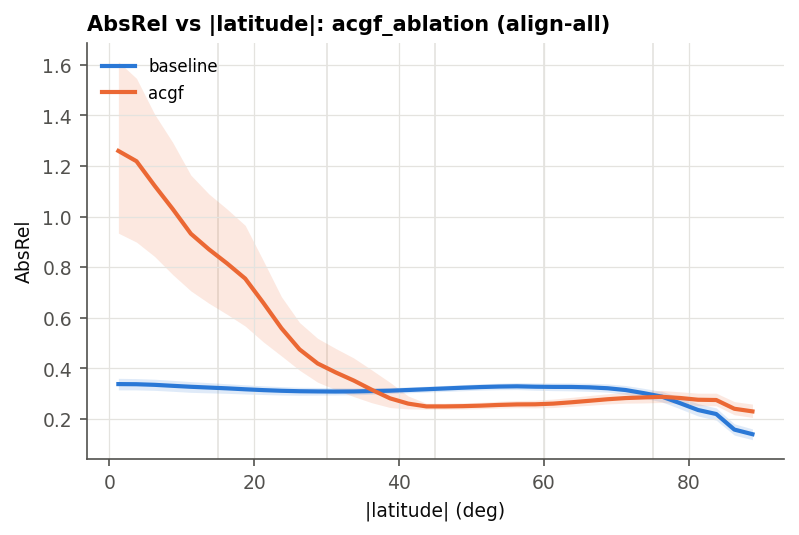 AbsRel vs |latitude|: acgf_ablation (align-all)
baseline
acgf
1.6
1.4
1.2
1.0
0.8
0.6
0.4
0.2
AbsRel
0 20 40 60 80
|latitude| (deg)